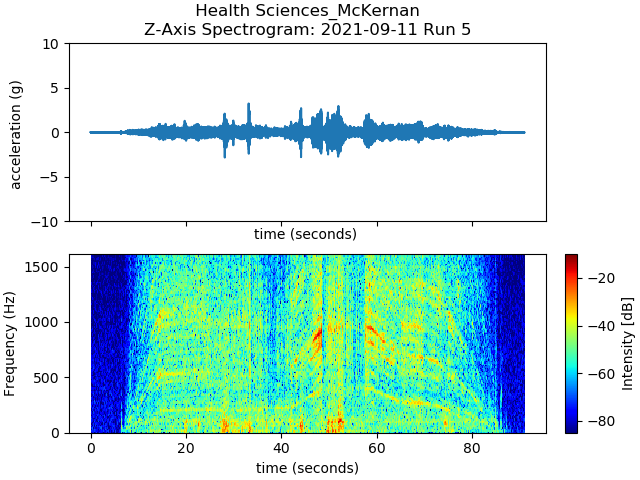 Health Sciences_McKernan
Z-Axis Spectrogram: 2021-09-11 Run 5
10
5
0
−5
−10
acceleration (g)
time (seconds)
1500
1000
500
0
Frequency (Hz)
0 20 40 60 80
time (seconds)
−20
−40
−60
−80
Intensity [dB]